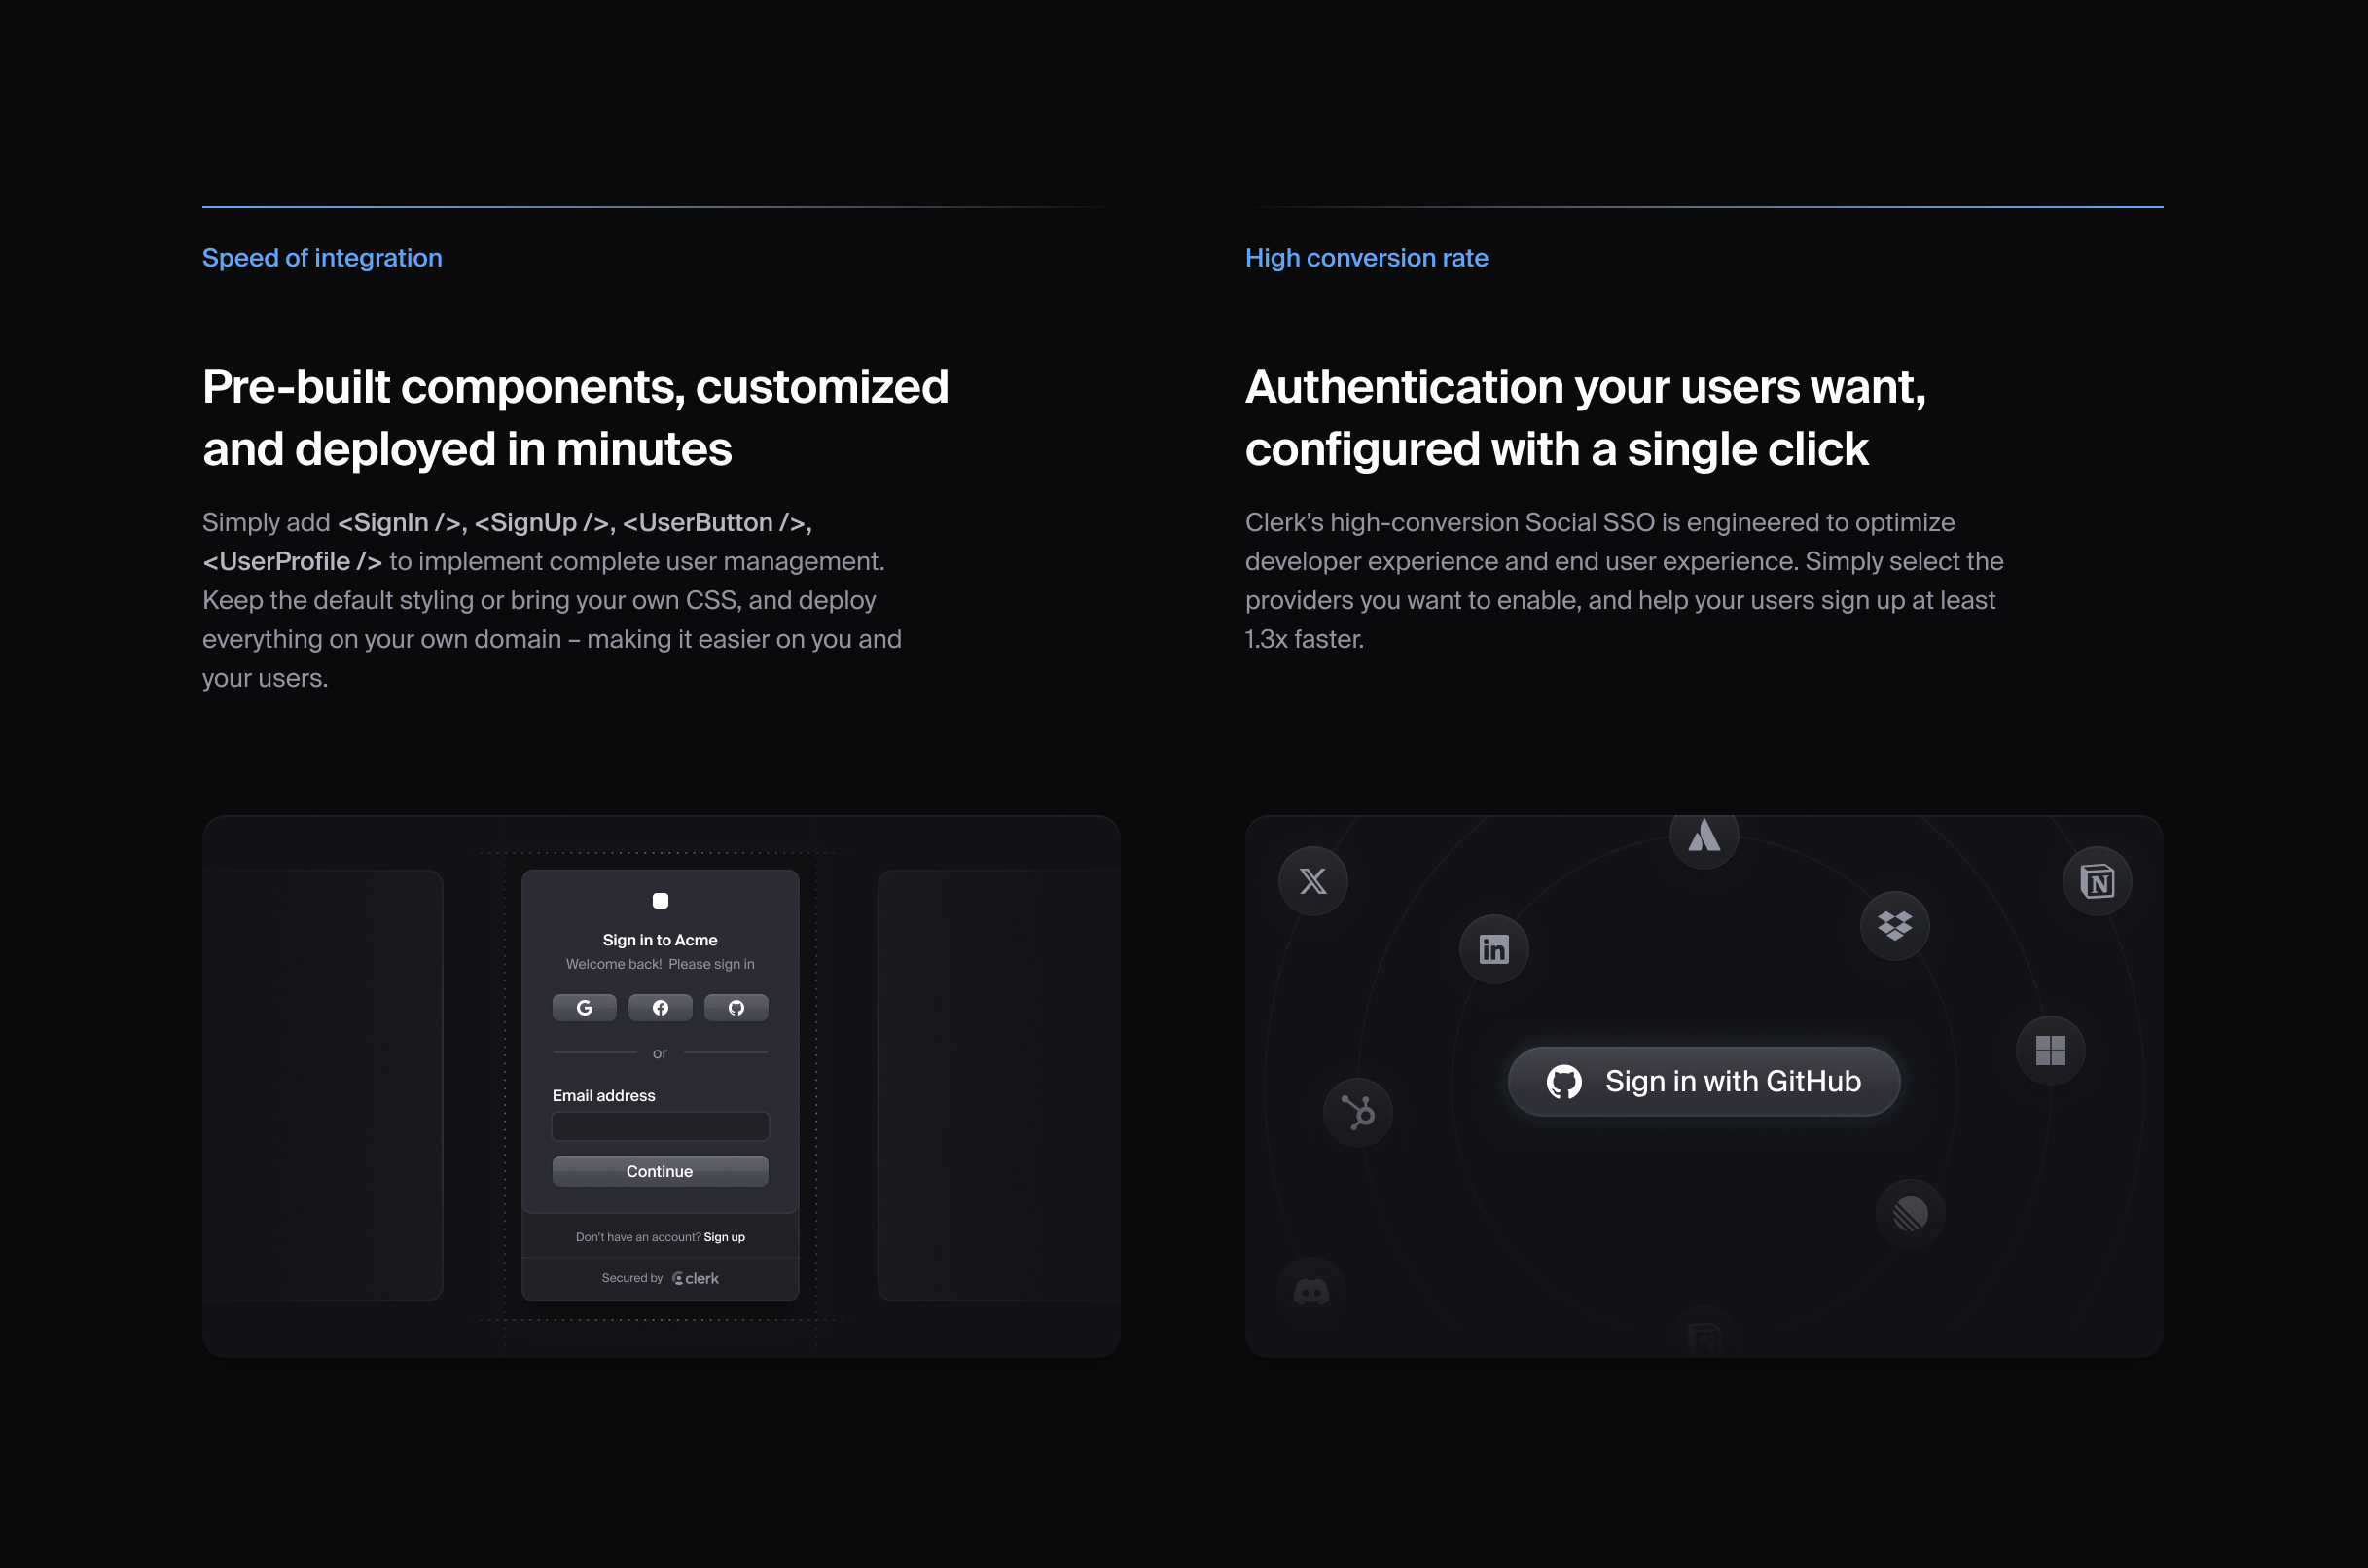 Speed of integration
Pre-built components, customized
and deployed in minutes
Simply add <SignIn />, <SignUp />, <UserButton />,
<UserProfile /> to implement complete user management.
Keep the default styling or bring your own CSS, and deploy
everything on your own domain – making it easier on you and
your users.
Sign in to Acme
Welcome back! Please sign in
or
Email address
Continue
Don't have an account? Sign up
Secured by clerk
High conversion rate
Authentication your users want,
configured with a single click
Clerk’s high-conversion Social SSO is engineered to optimize
developer experience and end user experience. Simply select the
providers you want to enable, and help your users sign up at least
1.3x faster.
Sign in with GitHub